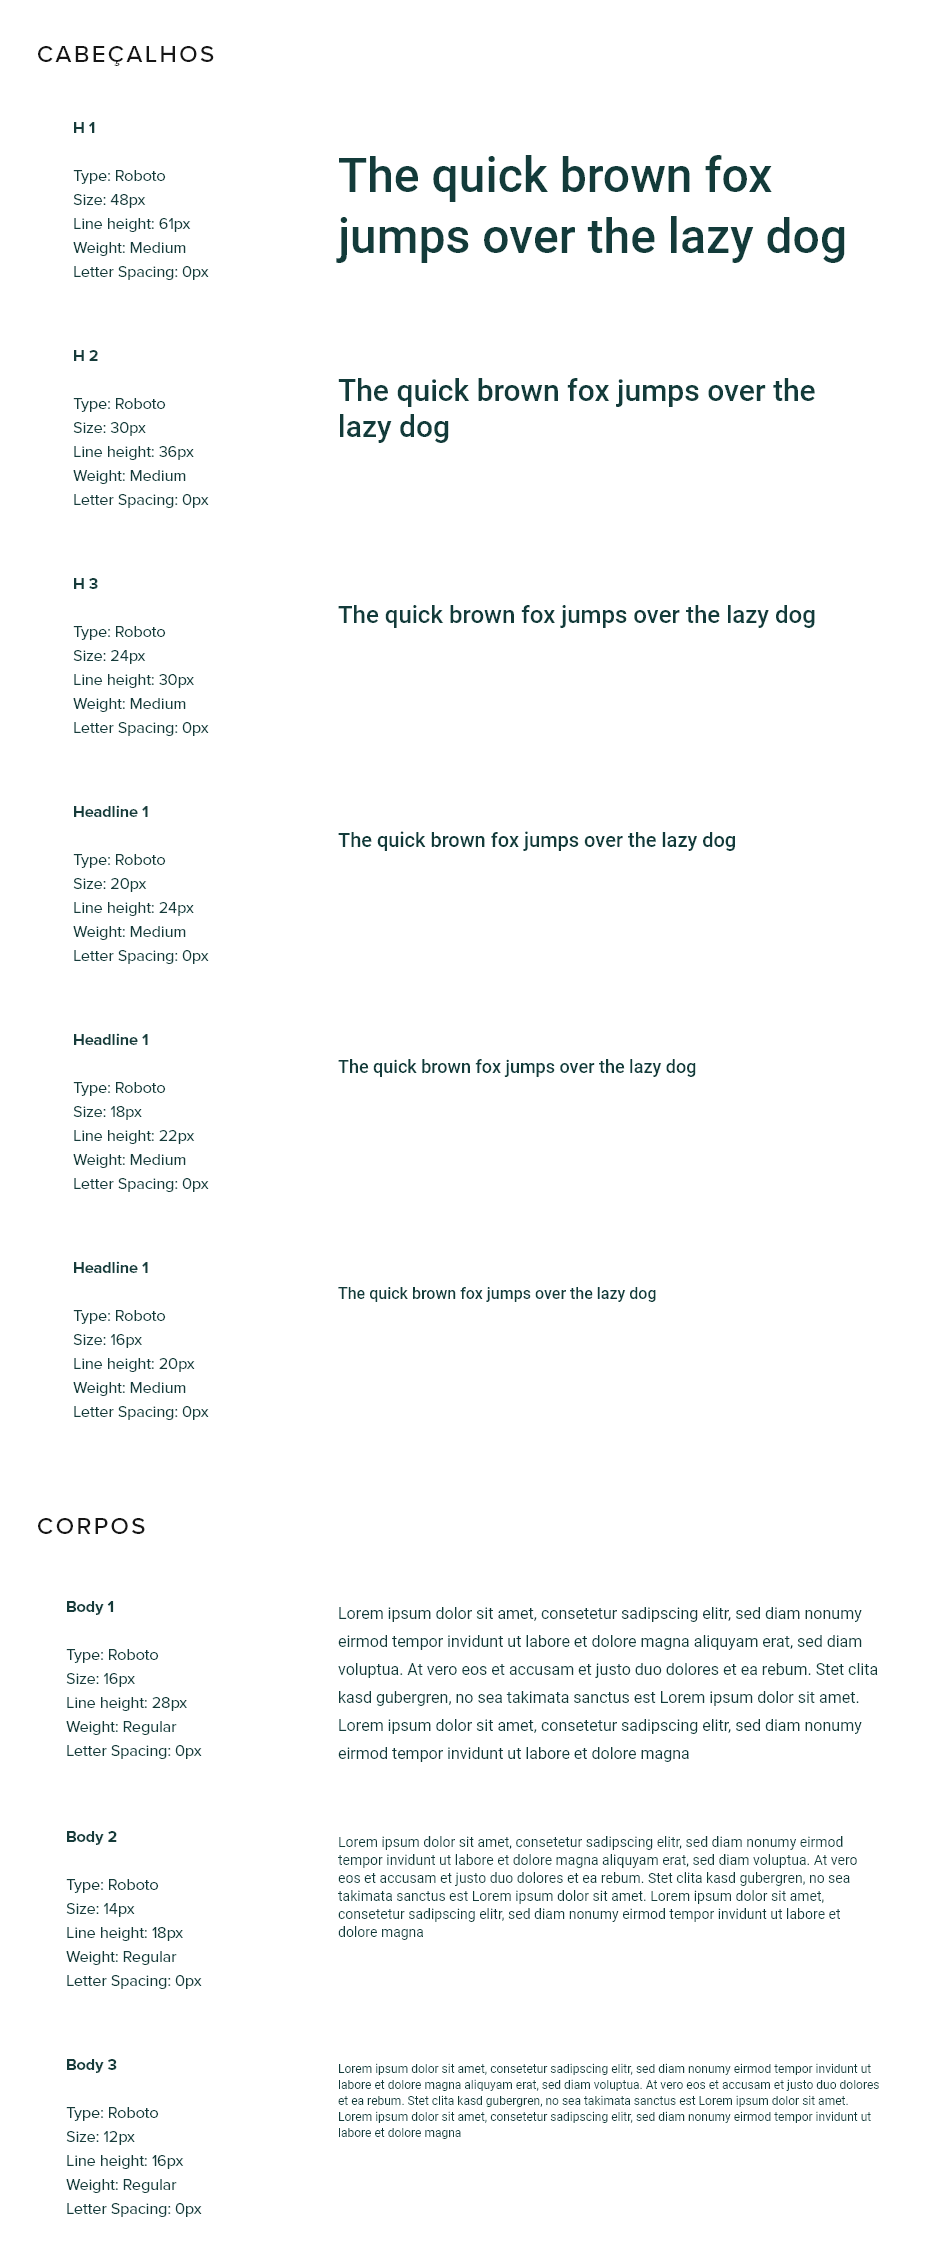 CABEÇALHOS
H 1
Type: Roboto
Size: 48px
Line height: 61px
Weight: Medium
Letter Spacing: 0px
The quick brown fox
jumps over the lazy dog
H 2
Type: Roboto
Size: 30px
Line height: 36px
Weight: Medium
Letter Spacing: 0px
The quick brown fox jumps over the
lazy dog
H 3
Type: Roboto
Size: 24px
Line height: 30px
Weight: Medium
Letter Spacing: 0px
The quick brown fox jumps over the lazy dog
Headline 1
Type: Roboto
Size: 20px
Line height: 24px
Weight: Medium
Letter Spacing: 0px
The quick brown fox jumps over the lazy dog
Headline 1
Type: Roboto
Size: 18px
Line height: 22px
Weight: Medium
Letter Spacing: 0px
The quick brown fox jumps over the lazy dog
Headline 1
Type: Roboto
Size: 16px
Line height: 20px
Weight: Medium
Letter Spacing: 0px
The quick brown fox jumps over the lazy dog
CORPOS
Body 1
Type: Roboto
Size: 16px
Line height: 28px
Weight: Regular
Letter Spacing: 0px
Lorem ipsum dolor sit amet, consetetur sadipscing elitr, sed diam nonumy
eirmod tempor invidunt ut labore et dolore magna aliquyam erat, sed diam
voluptua. At vero eos et accusam et justo duo dolores et ea rebum. Stet clita
kasd gubergren, no sea takimata sanctus est Lorem ipsum dolor sit amet.
Lorem ipsum dolor sit amet, consetetur sadipscing elitr, sed diam nonumy
eirmod tempor invidunt ut labore et dolore magna
Body 2
Type: Roboto
Size: 14px
Line height: 18px
Weight: Regular
Letter Spacing: 0px
Lorem ipsum dolor sit amet, consetetur sadipscing elitr, sed diam nonumy eirmod
tempor invidunt ut labore et dolore magna aliquyam erat, sed diam voluptua. At vero
eos et accusam et justo duo dolores et ea rebum. Stet clita kasd gubergren, no sea
takimata sanctus est Lorem ipsum dolor sit amet. Lorem ipsum dolor sit amet,
consetetur sadipscing elitr, sed diam nonumy eirmod tempor invidunt ut labore et
dolore magna
Body 3
Type: Roboto
Size: 12px
Line height: 16px
Weight: Regular
Letter Spacing: 0px
Lorem ipsum dolor sit amet, consetetur sadipscing elitr, sed diam nonumy eirmod tempor invidunt ut
labore et dolore magna aliquyam erat, sed diam voluptua. At vero eos et accusam et justo duo dolores
et ea rebum. Stet clita kasd gubergren, no sea takimata sanctus est Lorem ipsum dolor sit amet.
Lorem ipsum dolor sit amet, consetetur sadipscing elitr, sed diam nonumy eirmod tempor invidunt ut
labore et dolore magna